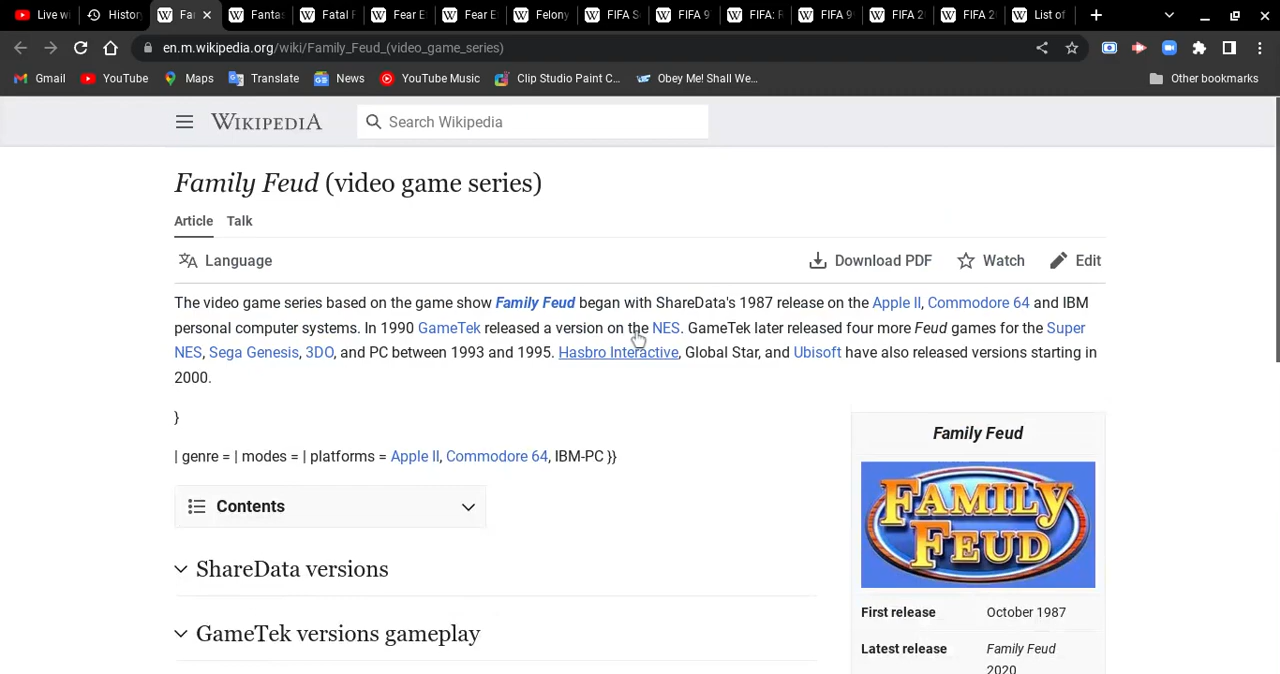 Live wi
History
Fa
Fantas
Fatal F
Fear E
Fear E
Felony
FIFA S
FIFA 9
FIFA: R
FIFA 9
FIFA 2
FIFA 2
List of
en.m.wikipedia.org/wiki/Family_Feud_(video_game_series)
Gmail YouTube Maps Translate News YouTube Music Clip Studio Paint C... Obey Me! Shall We... Other bookmarks
WIKIPEDIA Search Wikipedia
Family Feud (video game series)
Article Talk
Language Download PDF Watch Edit
The video game series based on the game show Family Feud began with ShareData's 1987 release on the Apple II, Commodore 64 and IBM
personal computer systems. In 1990 GameTek released a version on the NES. GameTek later released four more Feud games for the Super
NES, Sega Genesis, 3DO, and PC between 1993 and 1995. Hasbro Interactive, Global Star, and Ubisoft have also released versions starting in
2000.
}
| genre = | modes = | platforms = Apple II, Commodore 64, IBM-PC }}
Contents
ShareData versions
GameTek versions gameplay
Family Feud
FAMILY
FEUD
First release October 1987
Latest release Family Feud
2020